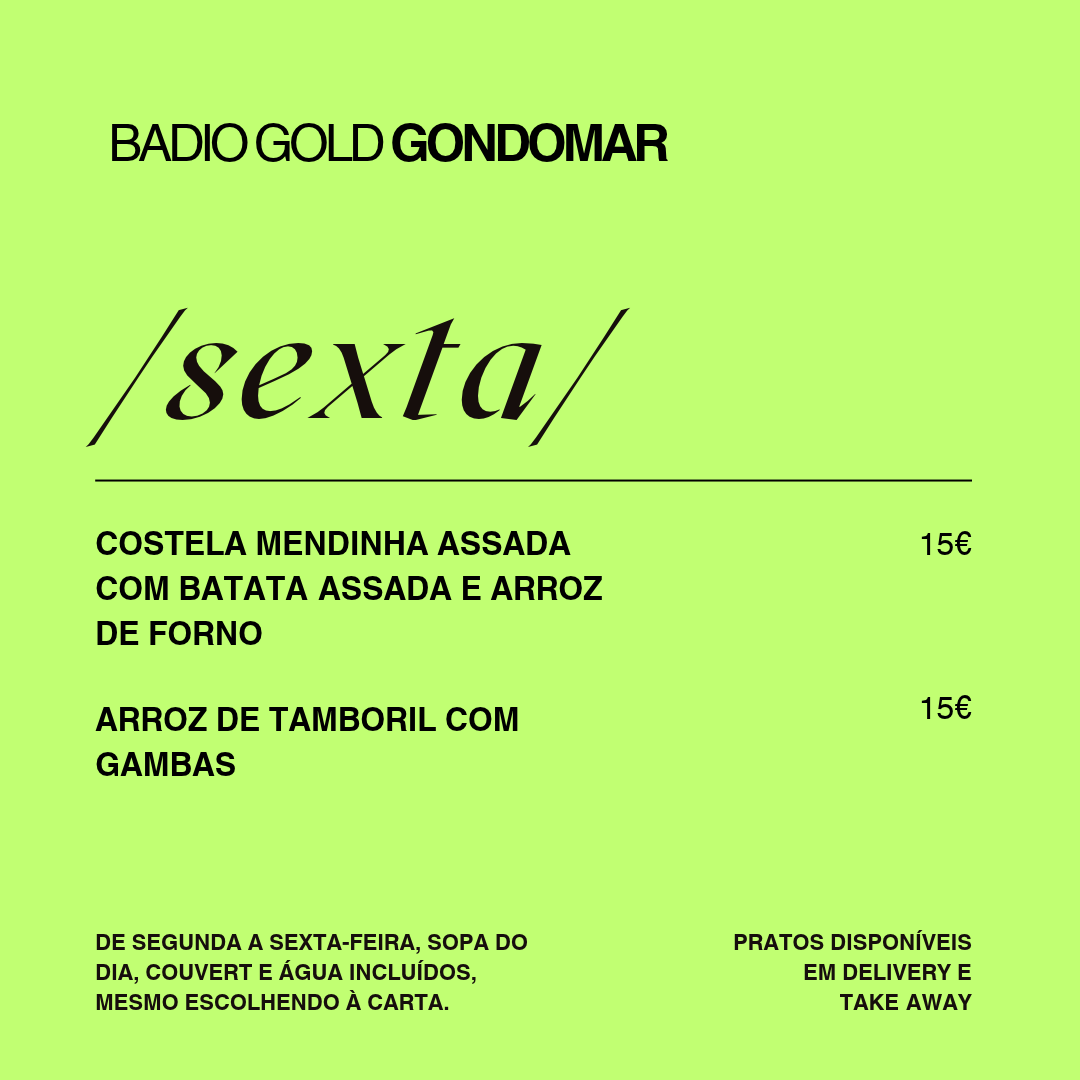 BADIO GOLD GONDOMAR
/sexta/
COSTELA MENDINHA ASSADA 15€
COM BATATA ASSADA E ARROZ
DE FORNO
ARROZ DE TAMBORIL COM 15€
GAMBAS
DE SEGUNDA A SEXTA-FEIRA, SOPA DO
DIA, COUVERT E ÁGUA INCLUÍDOS,
MESMO ESCOLHENDO À CARTA.
PRATOS DISPONÍVEIS
EM DELIVERY E
TAKE AWAY